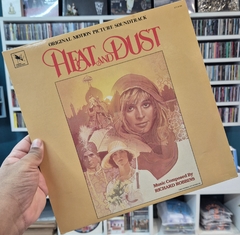 ORIGINAL MOTION PICTURE SOUNDTRACK
HEAT AND DUST
Music Composed by
RICHARD ROBBINS